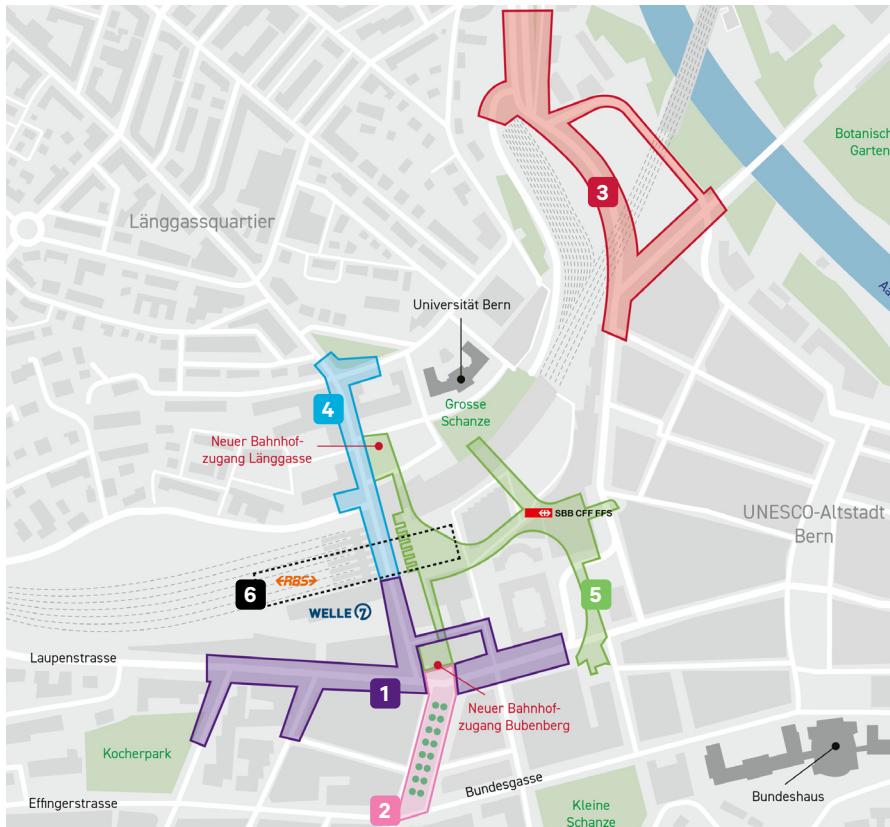 Botanisch
Garten
3
Länggassquartier
Aa
Universität Bern
4
Grosse
Schanze
Neuer Bahnhof-
zugang Länggasse
SBB CFF FFS
UNESCO-Altstadt
Bern
6
RBS
5
WELLE 7
Laupenstrasse
1
Neuer Bahnhof-
zugang Bubenberg
Kocherpark
Bundesgasse
Bundeshaus
Effingerstrasse
2
Kleine
Schanze